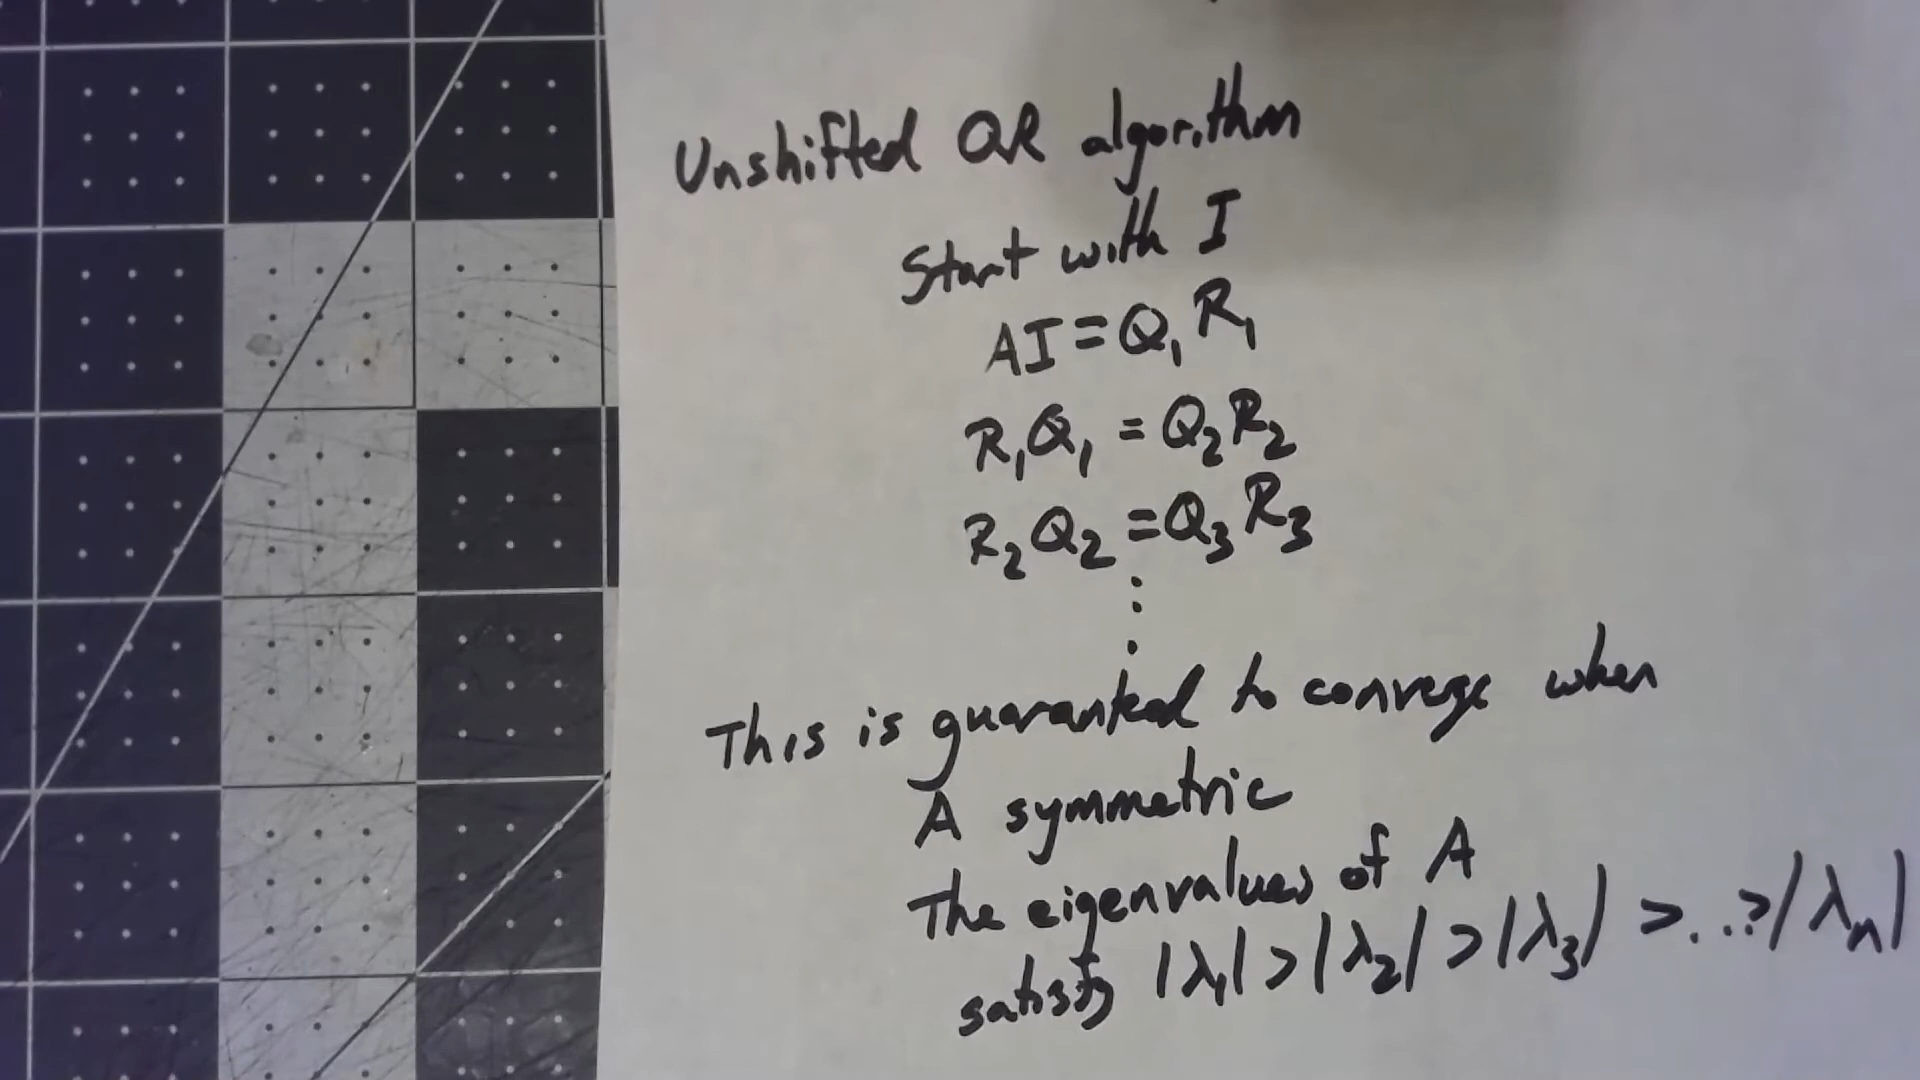 Unshifted QR algorithm
Start with I
AI = Q₁R₁
R₁Q₁ = Q₂R₂
R₂Q₂ = Q₃R₃
⋮
This is guaranteed to converge when
A symmetric
The eigenvalues of A
satisfy |λ₁| > |λ₂| > |λ₃| > ... > |λₙ|